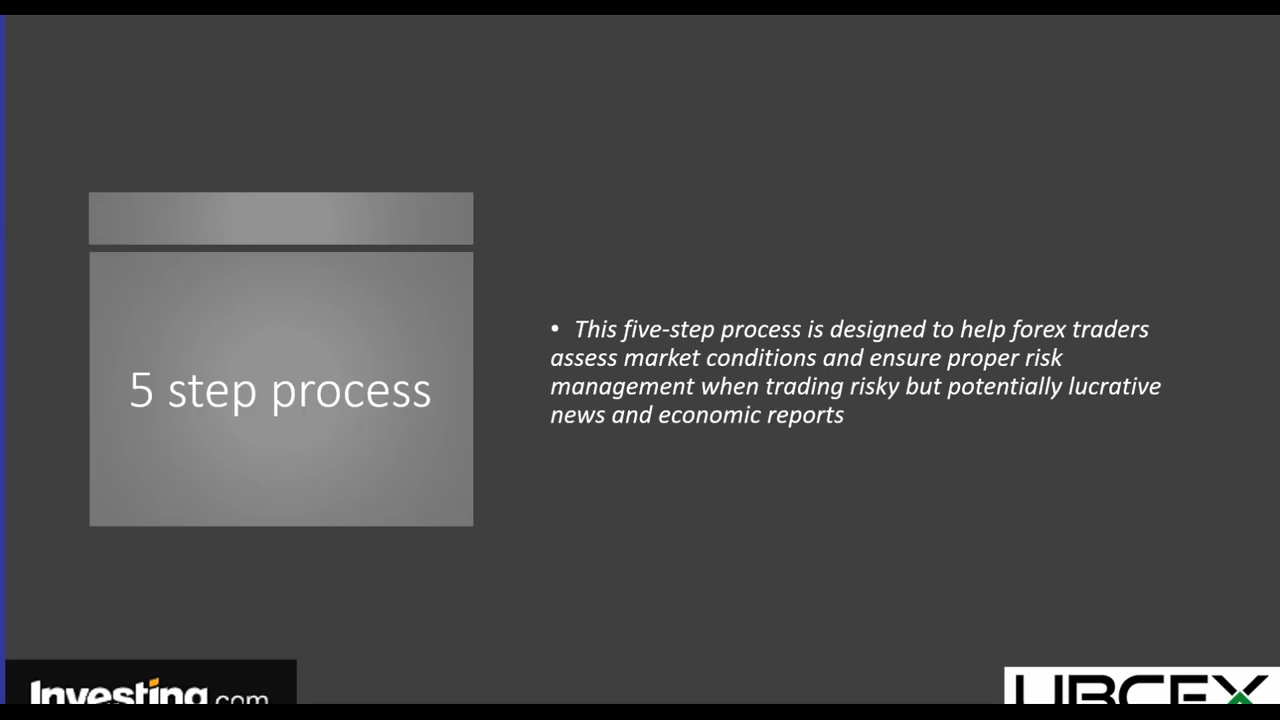 5 step process
• This five-step process is designed to help forex traders
assess market conditions and ensure proper risk
management when trading risky but potentially lucrative
news and economic reports
Investing.com
UBCFX